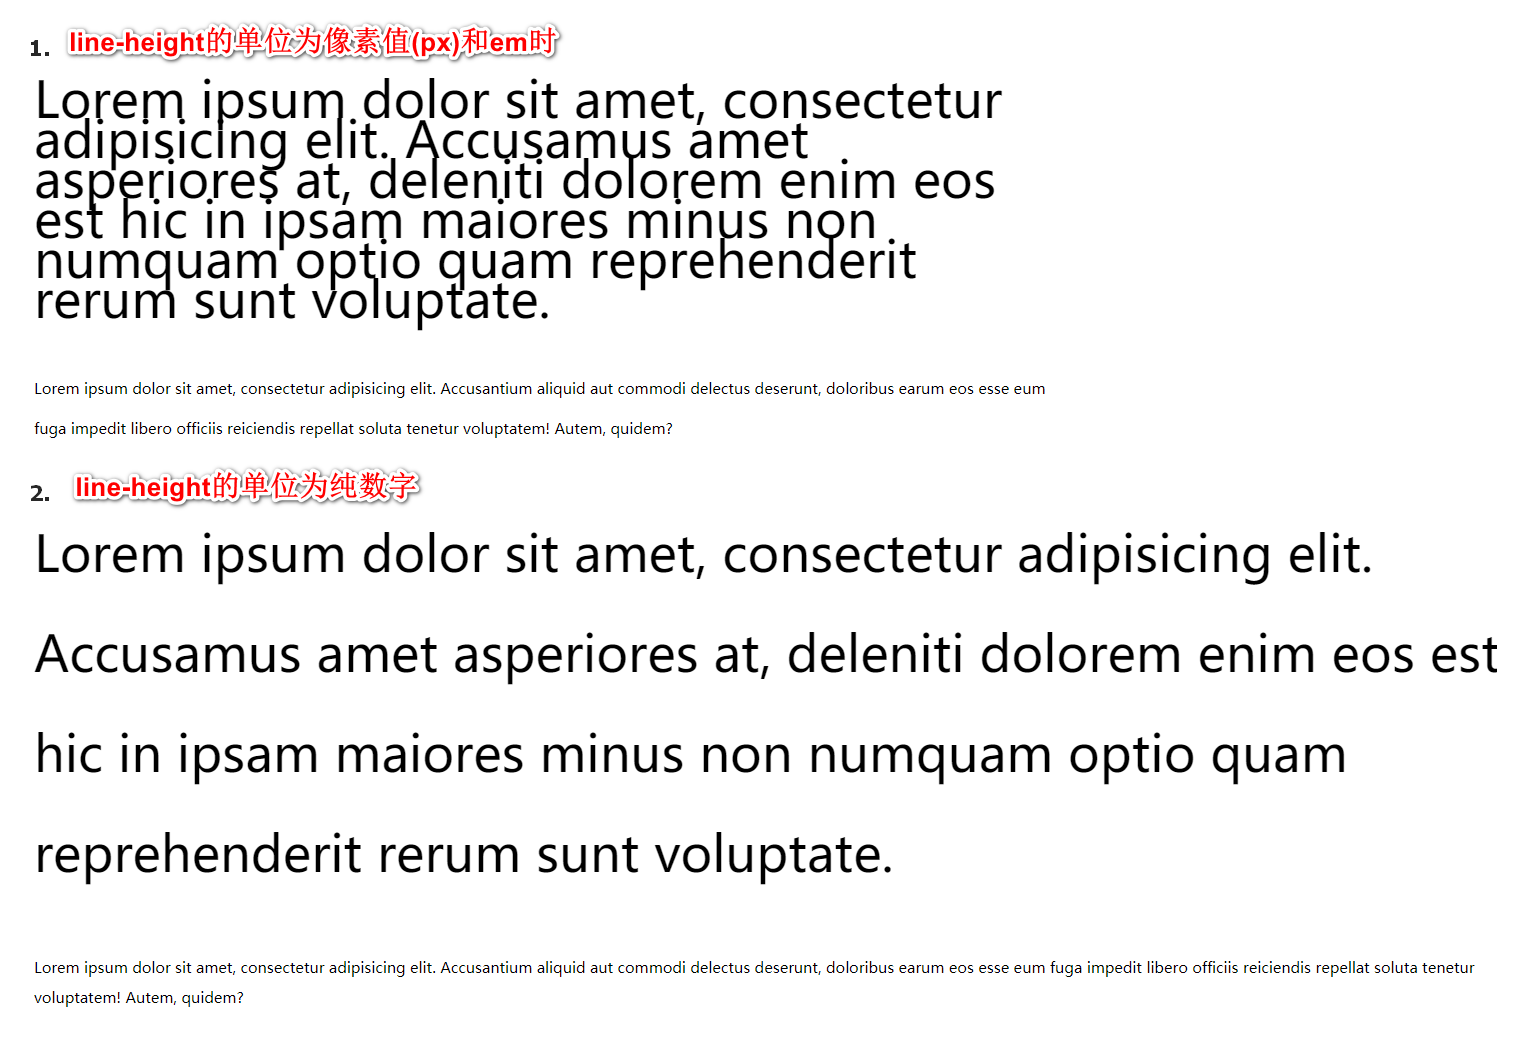 1. line-height的单位为像素值(px)和em时
Lorem ipsum dolor sit amet, consectetur
adipisicing elit. Accusamus amet
asperiores at, deleniti dolorem enim eos
est hic in ipsam maiores minus non
numquam optio quam reprehenderit
rerum sunt voluptate.
Lorem ipsum dolor sit amet, consectetur adipisicing elit. Accusantium aliquid aut commodi delectus deserunt, doloribus earum eos esse eum
fuga impedit libero officiis reiciendis repellat soluta tenetur voluptatem! Autem, quidem?
2. line-height的单位为纯数字
Lorem ipsum dolor sit amet, consectetur adipisicing elit.
Accusamus amet asperiores at, deleniti dolorem enim eos est
hic in ipsam maiores minus non numquam optio quam
reprehenderit rerum sunt voluptate.
Lorem ipsum dolor sit amet, consectetur adipisicing elit. Accusantium aliquid aut commodi delectus deserunt, doloribus earum eos esse eum fuga impedit libero officiis reiciendis repellat soluta tenetur
voluptatem! Autem, quidem?